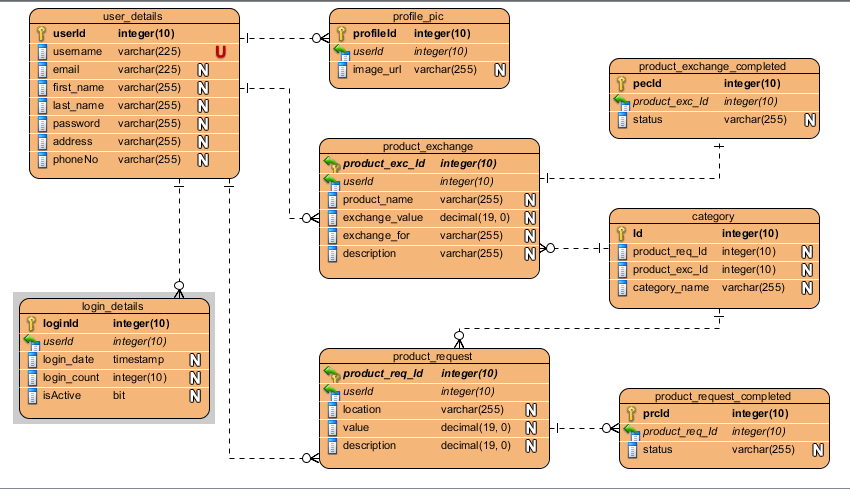 user_details
userId integer(10)
username varchar(225) U
email varchar(225) N
first_name varchar(255) N
last_name varchar(255) N
password varchar(255) N
address varchar(255) N
phoneNo varchar(255) N
profile_pic
profileId integer(10)
userId integer(10)
image_url varchar(255) N
product_exchange_completed
pecId integer(10)
product_exc_Id integer(10)
status varchar(255) N
product_exchange
product_exc_Id integer(10)
userId integer(10)
product_name varchar(255) N
exchange_value decimal(19, 0) N
exchange_for varchar(255) N
description varchar(255) N
category
Id integer(10)
product_req_Id integer(10) N
product_exc_Id integer(10) N
category_name varchar(255) N
login_details
loginId integer(10)
userId integer(10)
login_date timestamp N
login_count integer(10) N
isActive bit N
product_request
product_req_Id integer(10)
userId integer(10)
location varchar(255) N
value decimal(19, 0) N
description decimal(19, 0) N
product_request_completed
prcId integer(10)
product_req_Id integer(10)
status varchar(255) N